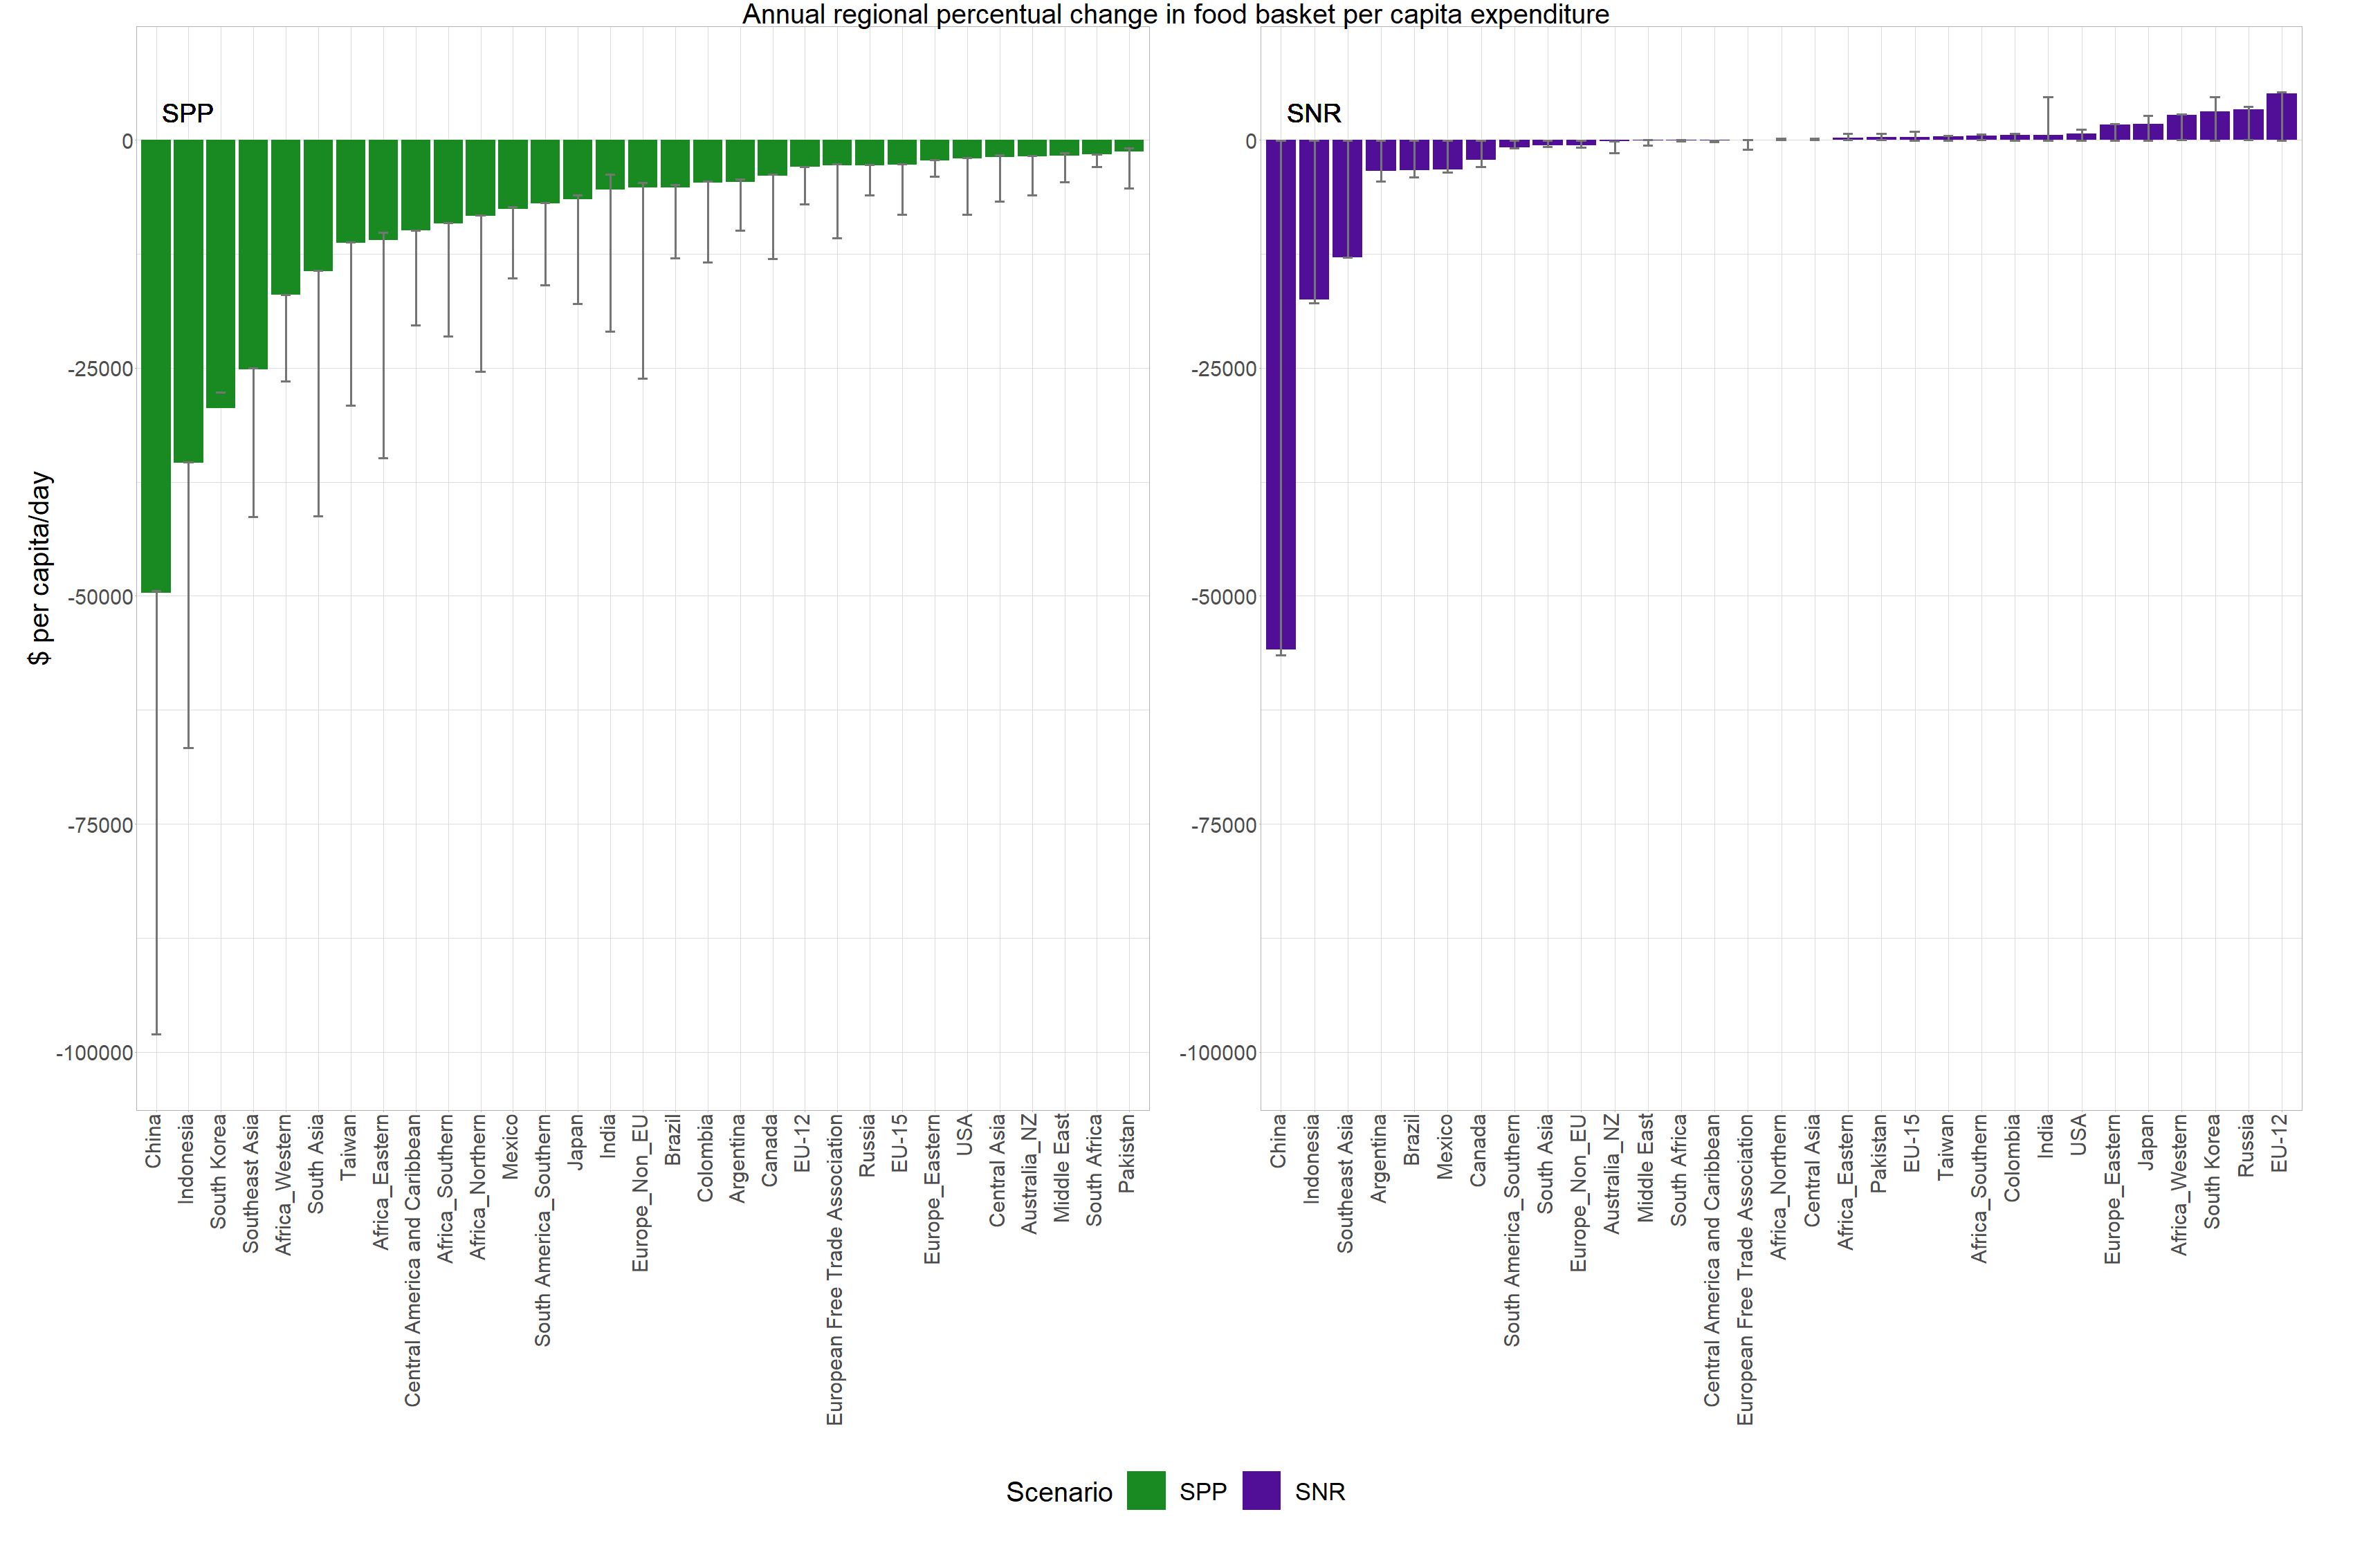 Annual regional percentual change in food basket per capita expenditure
$ per capita/day
SPP
0
-25000
-50000
-75000
-100000
China
Indonesia
South Korea
Southeast Asia
Africa_Western
South Asia
Taiwan
Africa_Eastern
Central America and Caribbean
Africa_Southern
Africa_Northern
Mexico
South America_Southern
Japan
India
Europe_Non_EU
Brazil
Colombia
Argentina
Canada
EU-12
European Free Trade Association
Russia
EU-15
Europe_Eastern
USA
Central Asia
Australia_NZ
Middle East
South Africa
Pakistan
SNR
0
-25000
-50000
-75000
-100000
China
Indonesia
Southeast Asia
Argentina
Brazil
Mexico
Canada
South America_Southern
South Asia
Europe_Non_EU
Australia_NZ
Middle East
South Africa
Central America and Caribbean
European Free Trade Association
Africa_Northern
Central Asia
Africa_Eastern
Pakistan
EU-15
Taiwan
Africa_Southern
Colombia
India
USA
Europe_Eastern
Japan
Africa_Western
South Korea
Russia
EU-12
Scenario SPP SNR